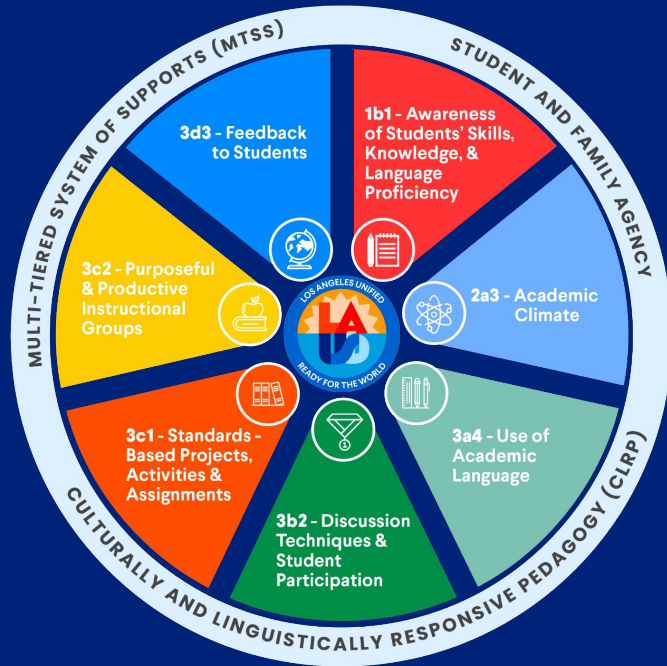 MULTI-TIERED SYSTEM OF SUPPORTS (MTSS)
STUDENT AND FAMILY AGENCY
CULTURALLY AND LINGUISTICALLY RESPONSIVE PEDAGOGY (CLRP)
3d3 - Feedback
to Students
1b1 - Awareness
of Students' Skills,
Knowledge, &
Language
Proficiency
3c2 - Purposeful
& Productive
Instructional
Groups
2a3 - Academic
Climate
LOS ANGELES UNIFIED
LA
USD
READY FOR THE WORLD
3c1 - Standards -
Based Projects,
Activities &
Assignments
3a4 - Use of
Academic
Language
1
3b2 - Discussion
Techniques &
Student
Participation